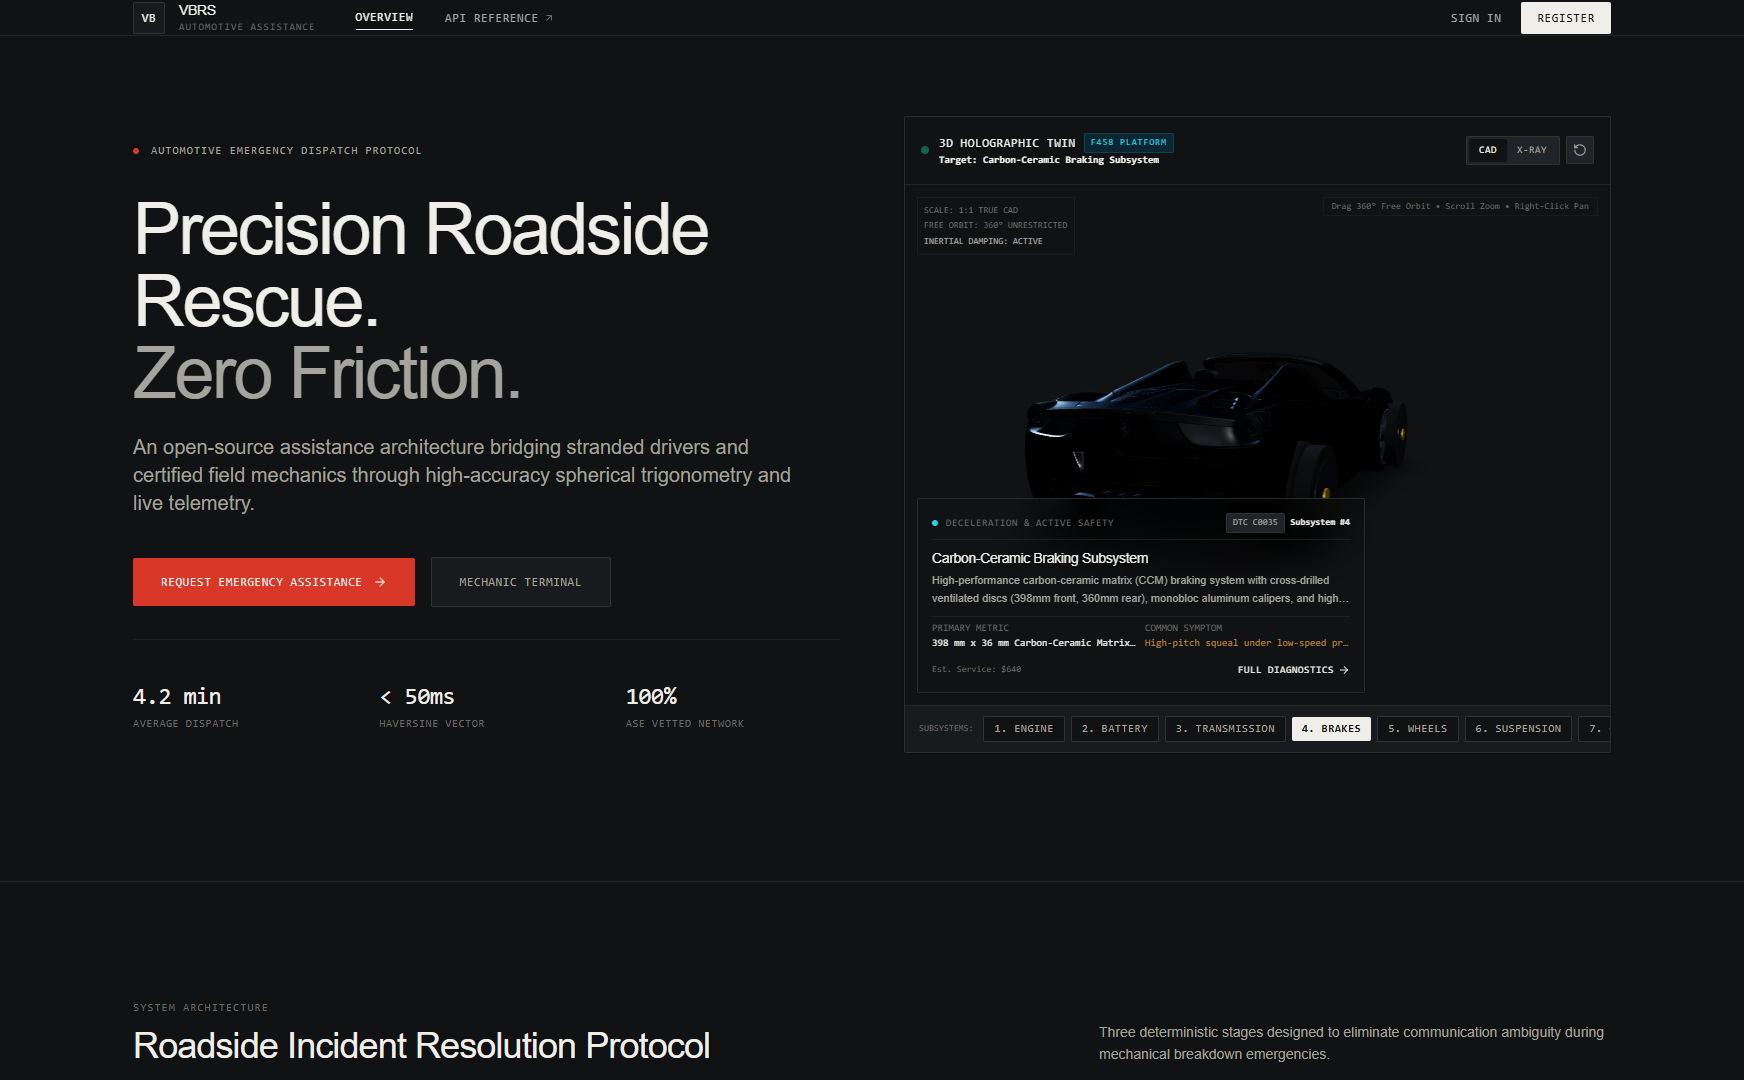 VB
VBRS
AUTOMOTIVE ASSISTANCE
OVERVIEW
API REFERENCE ↗
SIGN IN
REGISTER
AUTOMOTIVE EMERGENCY DISPATCH PROTOCOL
Precision Roadside
Rescue.
Zero Friction.
An open-source assistance architecture bridging stranded drivers and
certified field mechanics through high-accuracy spherical trigonometry and
live telemetry.
REQUEST EMERGENCY ASSISTANCE →
MECHANIC TERMINAL
4.2 min
AVERAGE DISPATCH
< 50ms
HAVERSINE VECTOR
100%
ASE VETTED NETWORK
3D HOLOGRAPHIC TWIN
F458 PLATFORM
Target: Carbon-Ceramic Braking Subsystem
CAD
X-RAY
SCALE: 1:1 TRUE CAD
FREE ORBIT: 360° UNRESTRICTED
INERTIAL DAMPING: ACTIVE
Drag 360° Free Orbit • Scroll Zoom • Right-Click Pan
DECELERATION & ACTIVE SAFETY
DTC C0035
Subsystem #4
Carbon-Ceramic Braking Subsystem
High-performance carbon-ceramic matrix (CCM) braking system with cross-drilled
ventilated discs (398mm front, 360mm rear), monobloc aluminum calipers, and high…
PRIMARY METRIC
398 mm x 36 mm Carbon-Ceramic Matrix…
COMMON SYMPTOM
High-pitch squeal under low-speed pr…
Est. Service: $640
FULL DIAGNOSTICS →
SUBSYSTEMS:
1. ENGINE
2. BATTERY
3. TRANSMISSION
4. BRAKES
5. WHEELS
6. SUSPENSION
7.
SYSTEM ARCHITECTURE
Roadside Incident Resolution Protocol
Three deterministic stages designed to eliminate communication ambiguity during
mechanical breakdown emergencies.